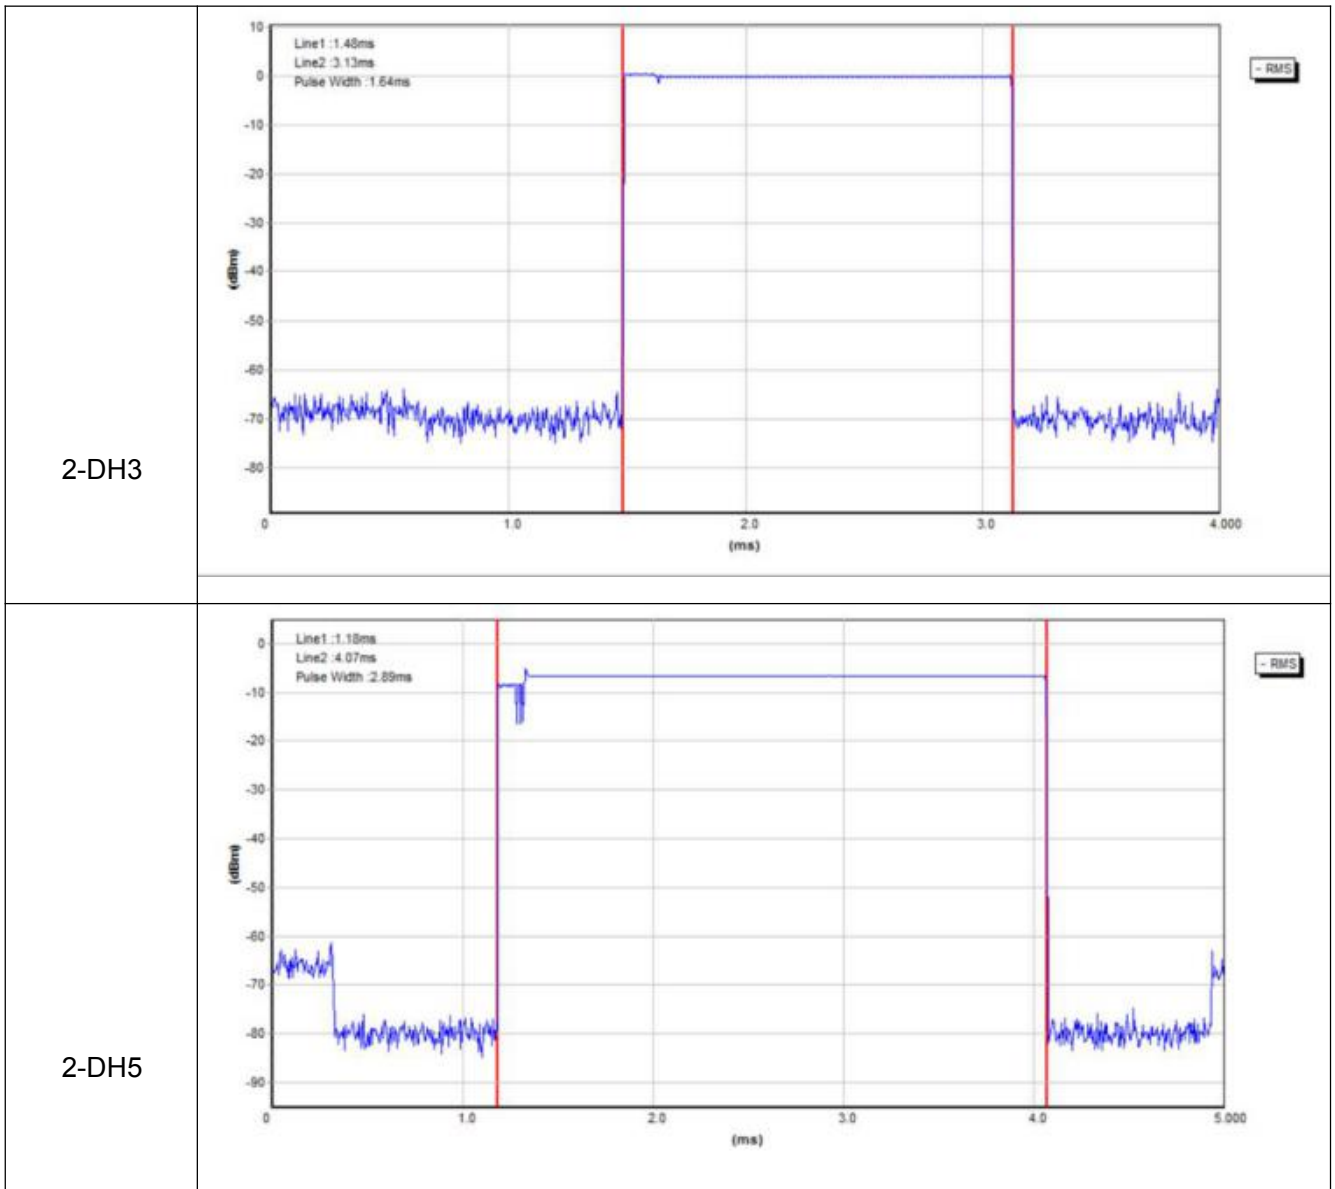 2-DH3
Line1 :1.48ms
Line2 :3.13ms
Pulse Width :1.64ms
- RMS
10
0
-10
-20
-30
-40
-50
-60
-70
-80
(dBm)
0 1.0 2.0 3.0 4.000
(ms)
2-DH5
Line1 :1.18ms
Line2 :4.07ms
Pulse Width :2.89ms
- RMS
0
-10
-20
-30
-40
-50
-60
-70
-80
-90
(dBm)
0 1.0 2.0 3.0 4.0 5.000
(ms)